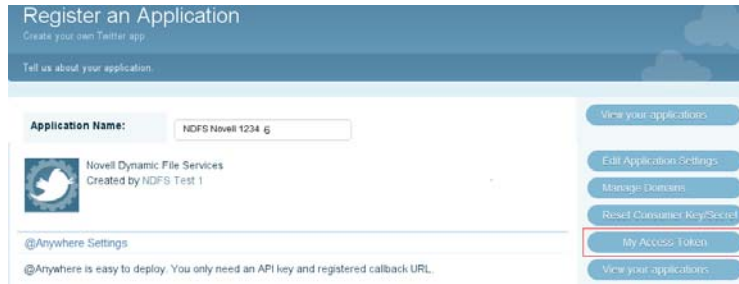 Register an Application
Create your own Twitter app
Tell us about your application.
Application Name:
NDFS Novell 1234 6
Novell Dynamic File Services
Created by NDFS Test 1
@Anywhere Settings
@Anywhere is easy to deploy. You only need an API key and registered callback URL.
View your applications
Edit Application Settings
Manage Domains
Reset Consumer Key/Secret
My Access Token
View your applications